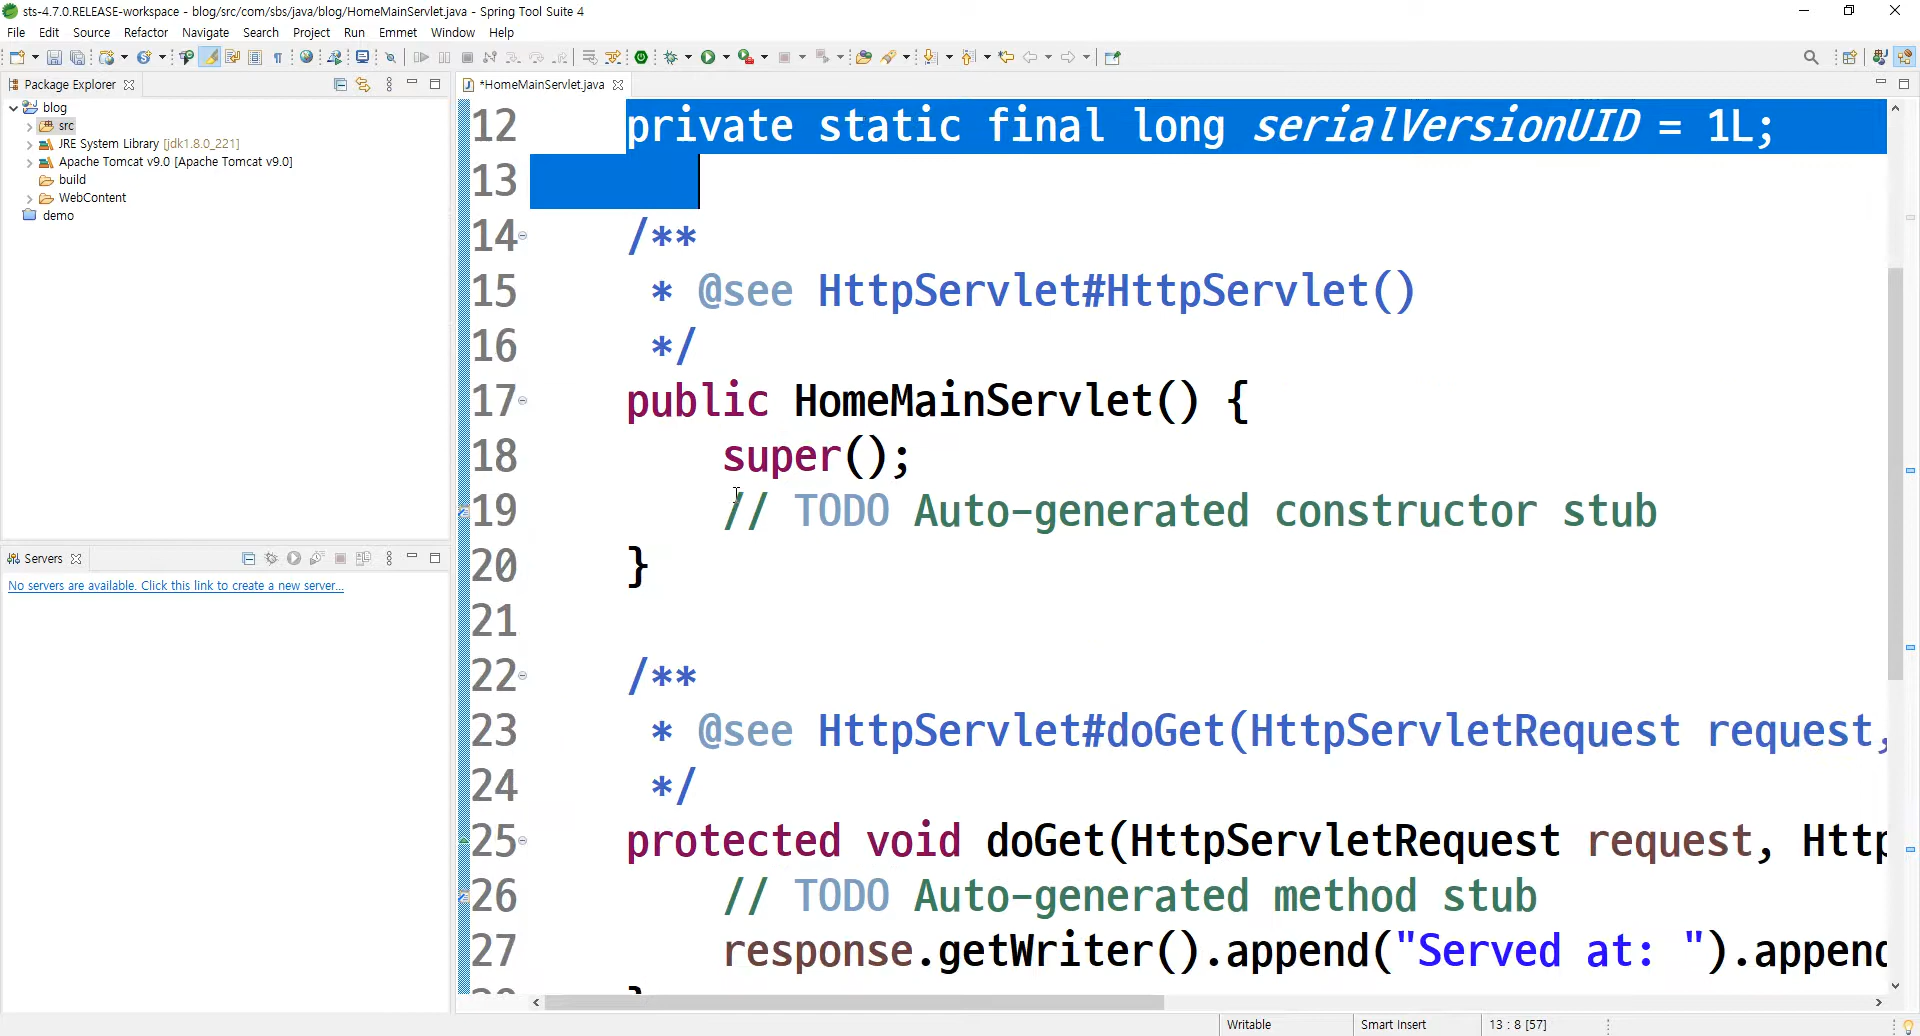 sts-4.7.0.RELEASE-workspace - blog/src/com/sbs/java/blog/HomeMainServlet.java - Spring Tool Suite 4
File Edit Source Refactor Navigate Search Project Run Emmet Window Help
Package Explorer
*HomeMainServlet.java
blog
src
JRE System Library [jdk1.8.0_221]
Apache Tomcat v9.0 [Apache Tomcat v9.0]
build
WebContent
demo
Servers
No servers are available. Click this link to create a new server...
12 private static final long serialVersionUID = 1L;
13
14 /**
15 * @see HttpServlet#HttpServlet()
16 */
17 public HomeMainServlet() {
18 super();
19 // TODO Auto-generated constructor stub
20 }
21
22 /**
23 * @see HttpServlet#doGet(HttpServletRequest request,
24 */
25 protected void doGet(HttpServletRequest request, Http
26 // TODO Auto-generated method stub
27 response.getWriter().append("Served at: ").append
Writable Smart Insert 13 : 8 [57]